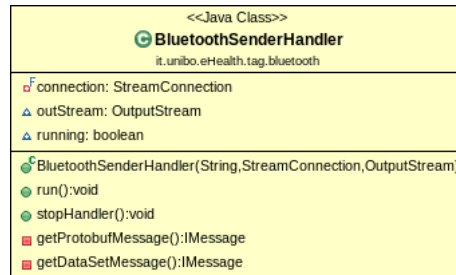 <<Java Class>>
BluetoothSenderHandler
it.unibo.eHealth.tag.bluetooth
connection: StreamConnection
outStream: OutputStream
running: boolean
BluetoothSenderHandler(String,StreamConnection,OutputStream)
run():void
stopHandler():void
getProtobufMessage():IMessage
getDataSetMessage():IMessage